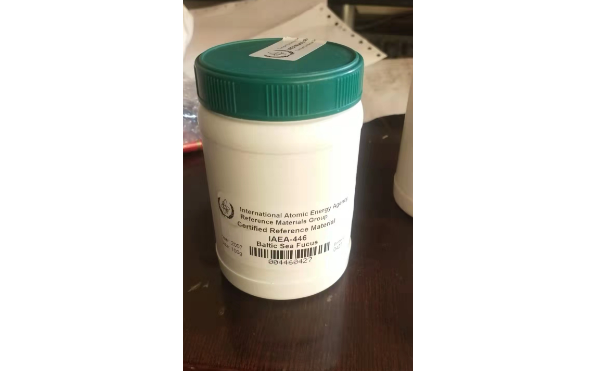 International Atomic Energy Agency
Reference Materials Group
Certified Reference Material
IAEA-446
Baltic Sea Fucus
00446042?